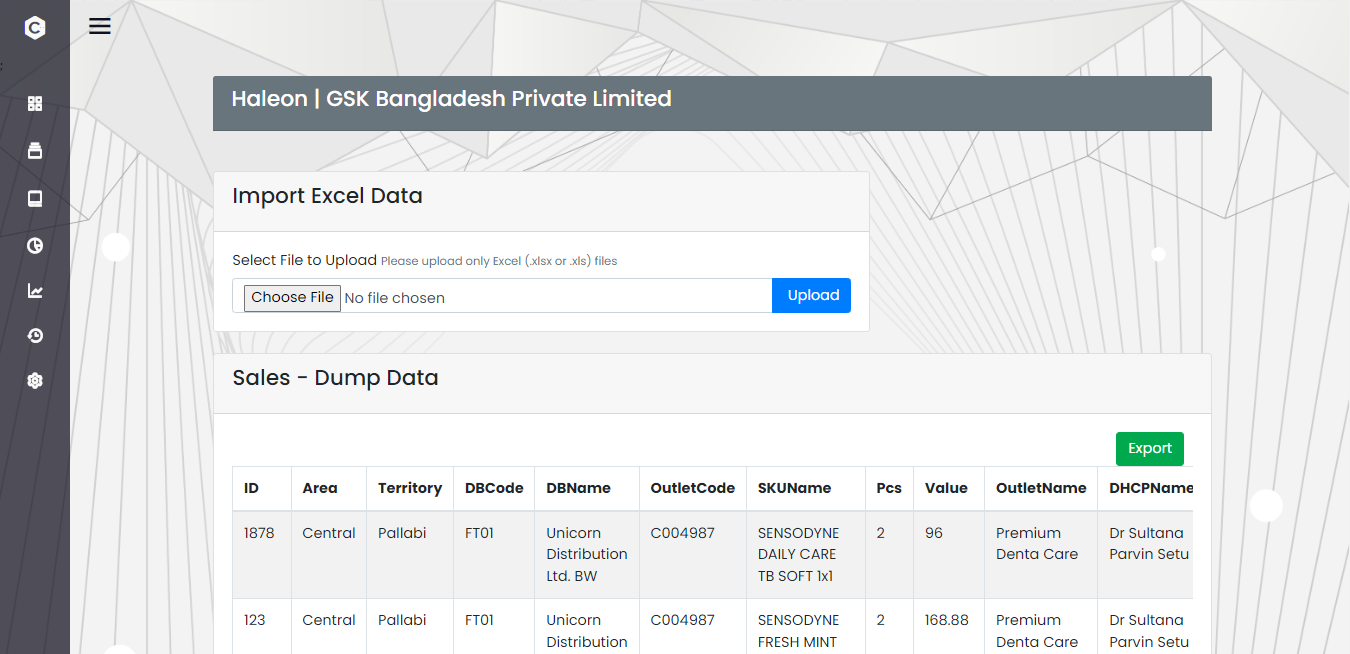 C
Haleon | GSK Bangladesh Private Limited
Import Excel Data
Select File to Upload Please upload only Excel (.xlsx or .xls) files
Choose File No file chosen Upload
Sales - Dump Data
Export
ID Area Territory DBCode DBName OutletCode SKUName Pcs Value OutletName DHCPName
1878 Central Pallabi FT01 Unicorn C004987 SENSODYNE 2 96 Premium Dr Sultana
Distribution DAILY CARE Denta Care Parvin Setu
Ltd. BW TB SOFT 1x1
123 Central Pallabi FT01 Unicorn C004987 SENSODYNE 2 168.88 Premium Dr Sultana
Distribution FRESH MINT Denta Care Parvin Setu